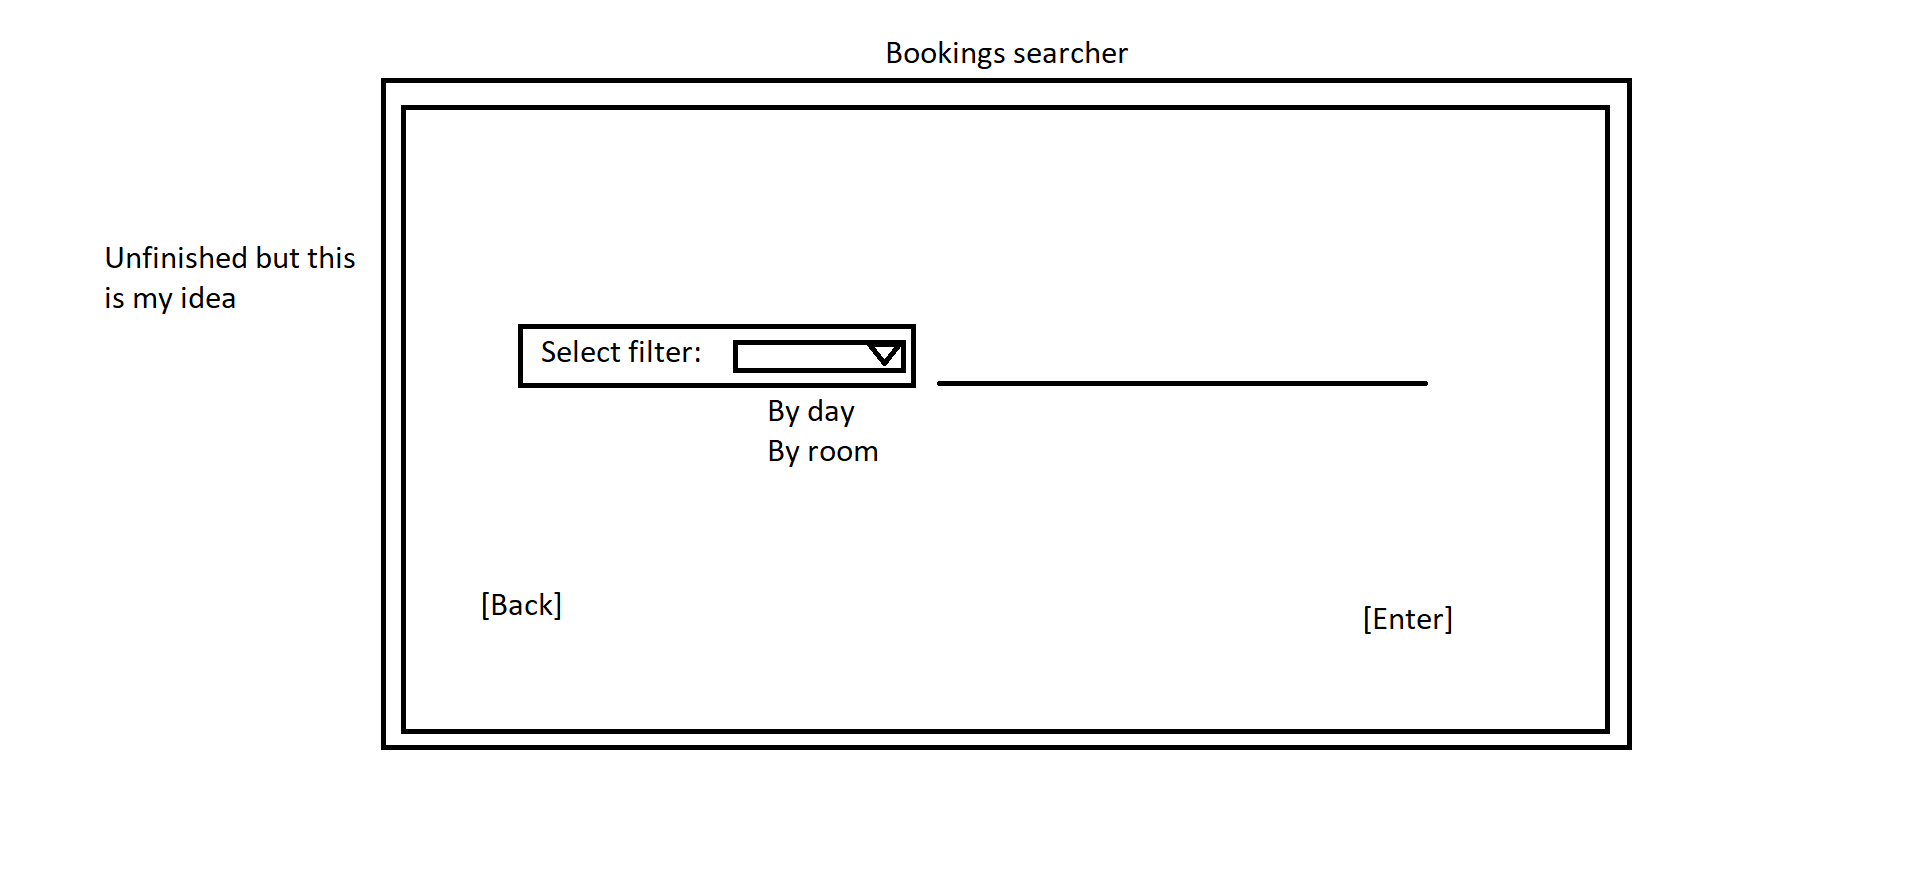 Bookings searcher
Unfinished but this
is my idea
Select filter:
By day
By room
[Back]
[Enter]